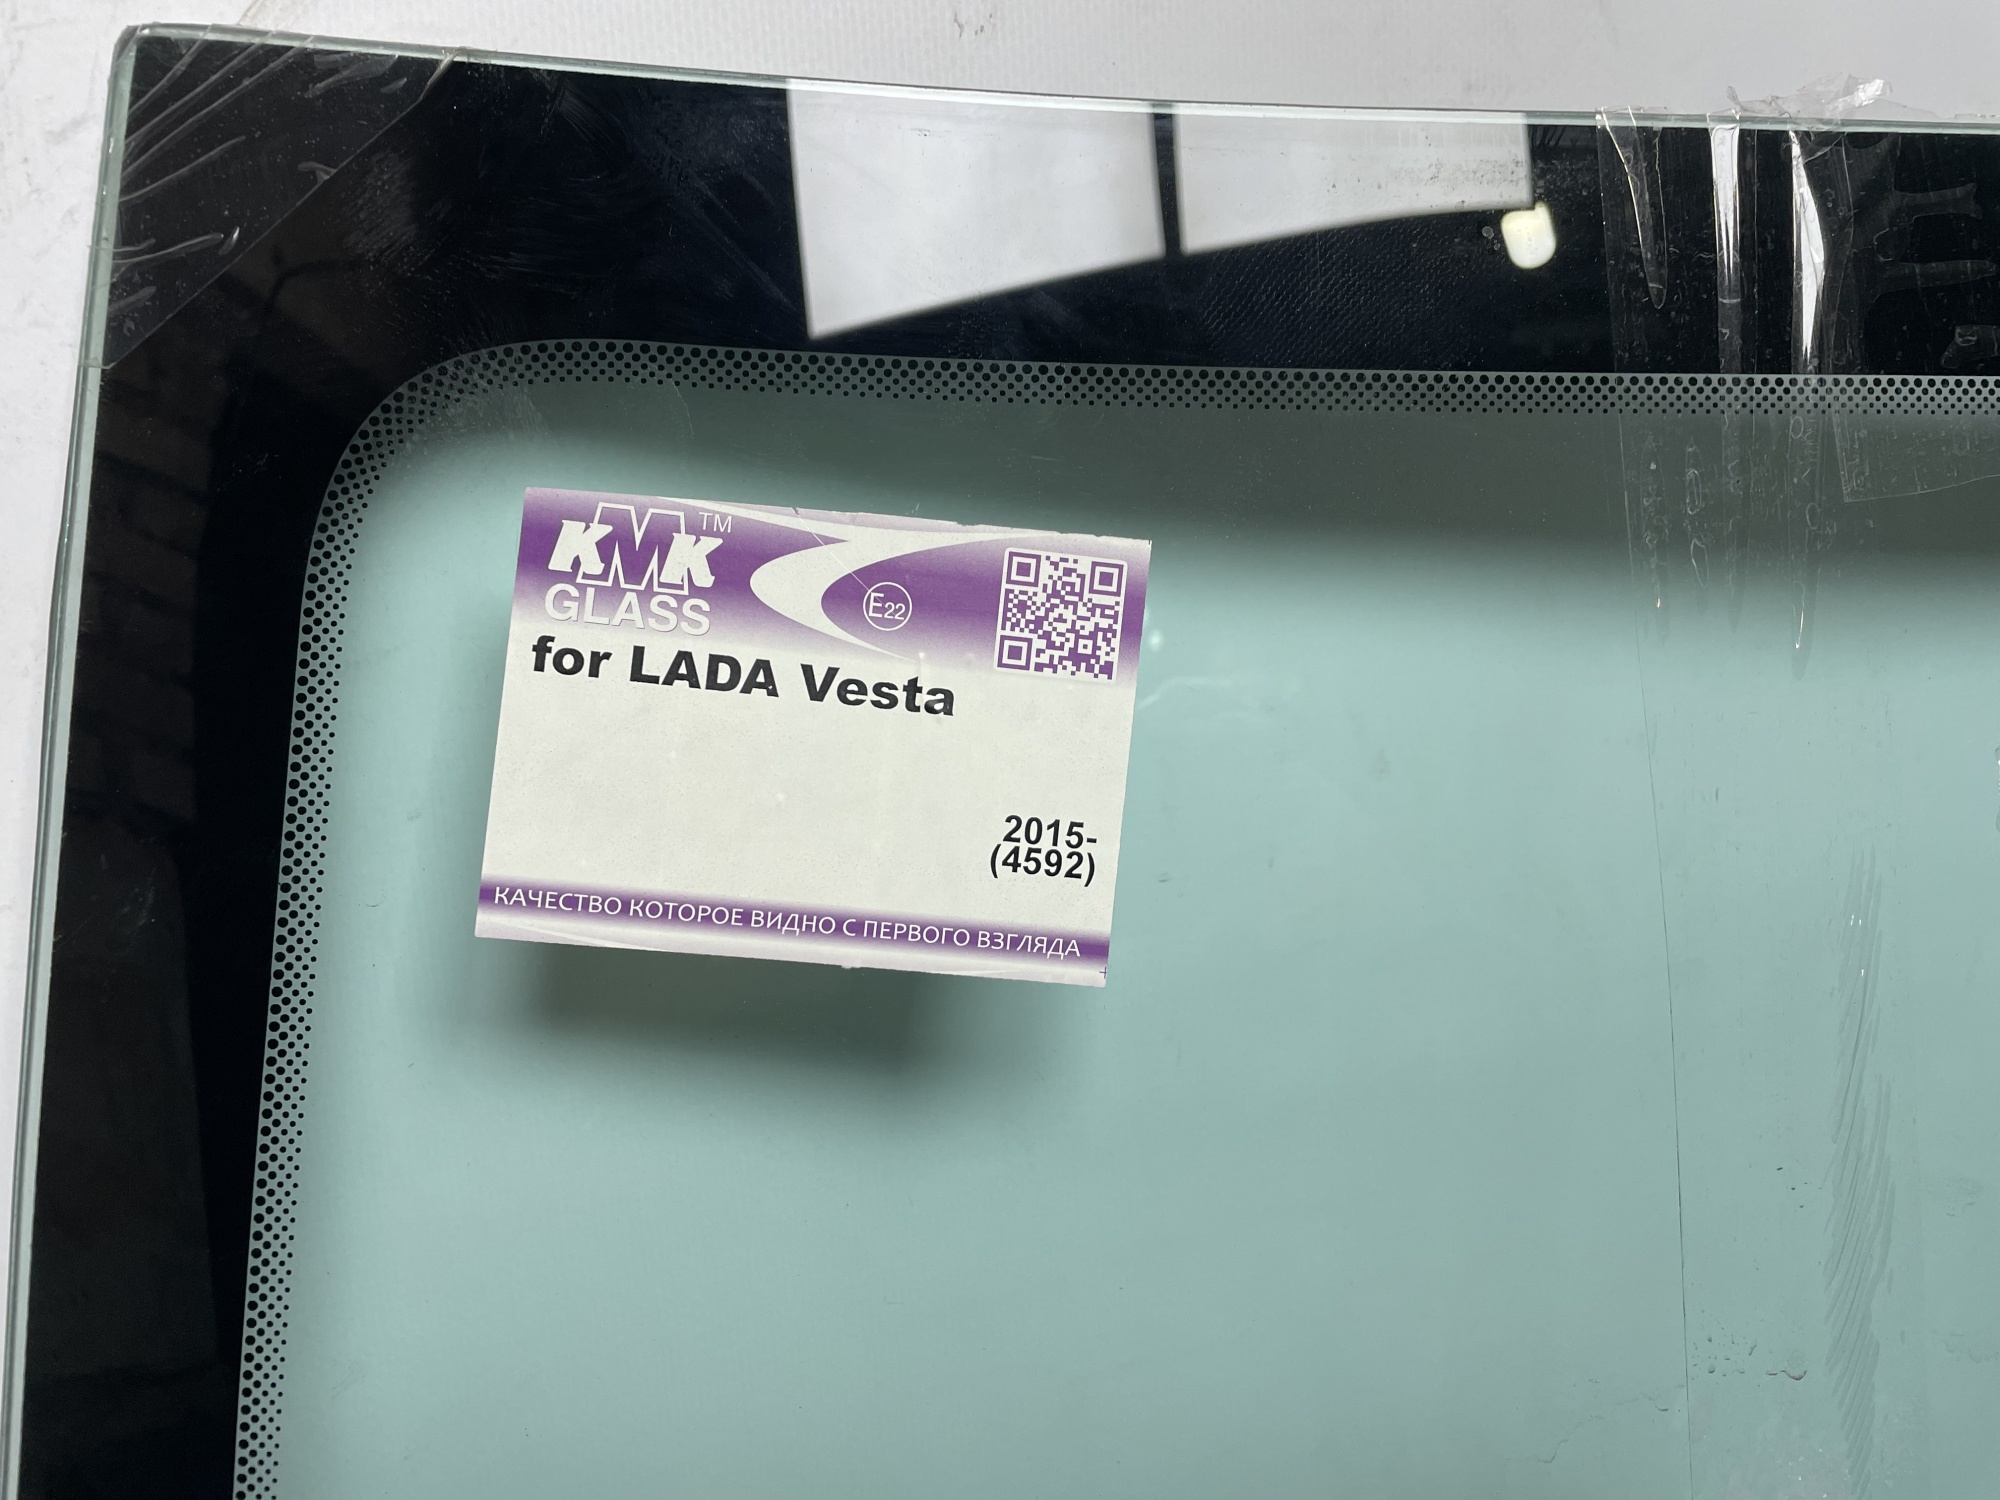 KMK™
GLASS
E22
for LADA Vesta
2015-
(4592)
КАЧЕСТВО КОТОРОЕ ВИДНО С ПЕРВОГО ВЗГЛЯДА